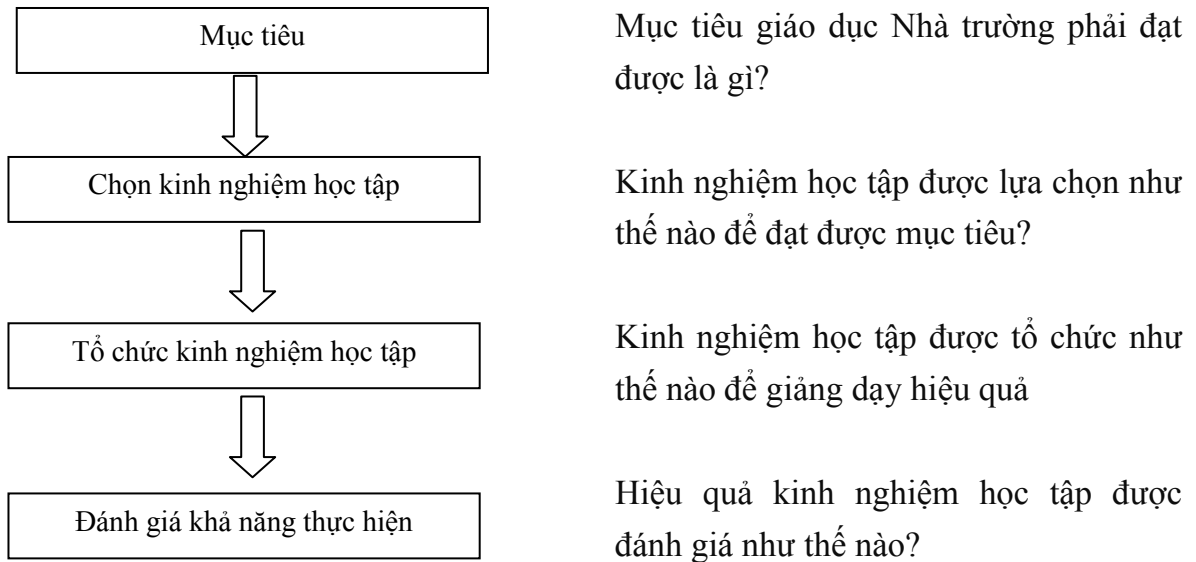 Mục tiêu
Mục tiêu giáo dục Nhà trường phải đạt
được là gì?
Chọn kinh nghiệm học tập
Kinh nghiệm học tập được lựa chọn như
thế nào để đạt được mục tiêu?
Tổ chức kinh nghiệm học tập
Kinh nghiệm học tập được tổ chức như
thế nào để giảng dạy hiệu quả
Đánh giá khả năng thực hiện
Hiệu quả kinh nghiệm học tập được
đánh giá như thế nào?